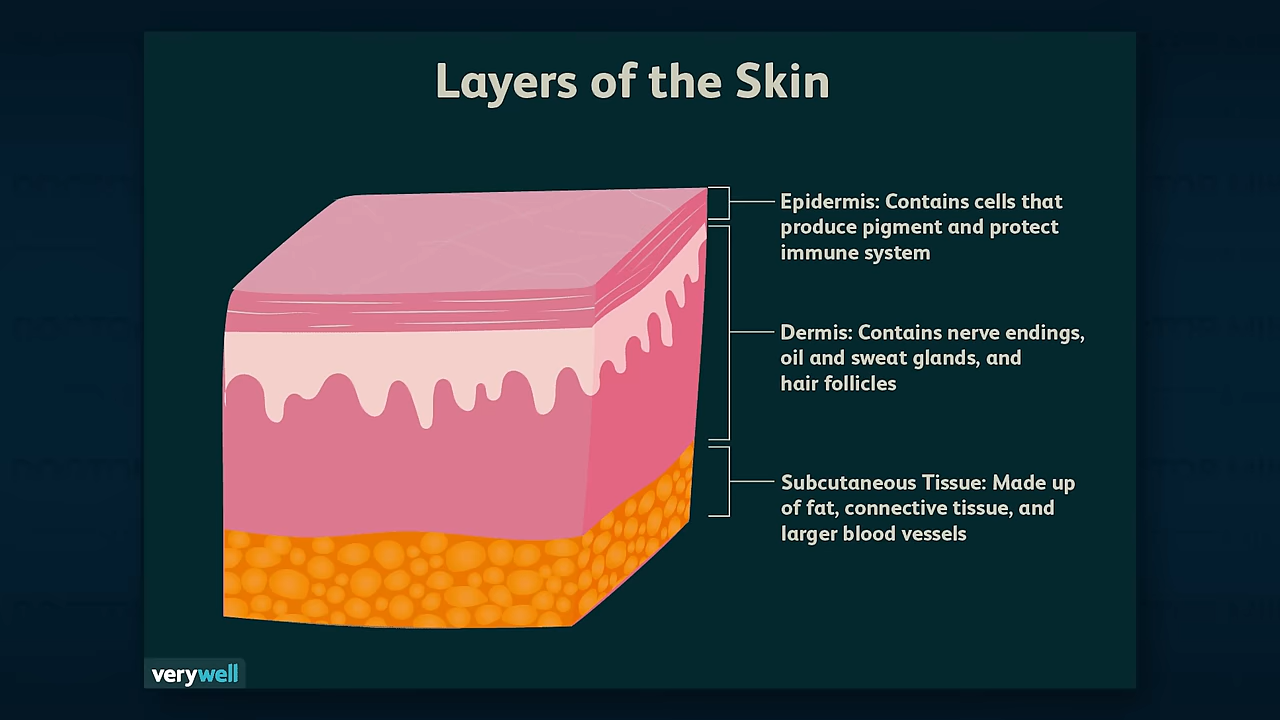 Layers of the Skin
Epidermis: Contains cells that
produce pigment and protect
immune system
Dermis: Contains nerve endings,
oil and sweat glands, and
hair follicles
Subcutaneous Tissue: Made up
of fat, connective tissue, and
larger blood vessels
verywell